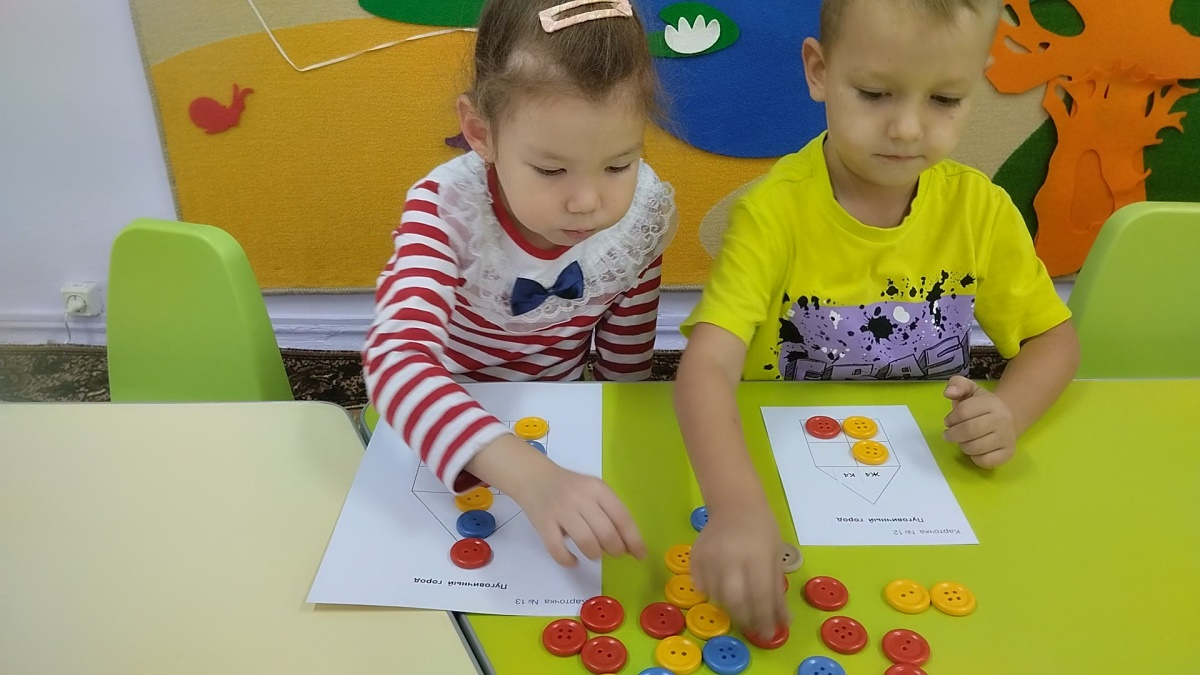 Карточка № 13
Пуговичный город
Карточка № 12
Пуговичный город
Ж4
К4